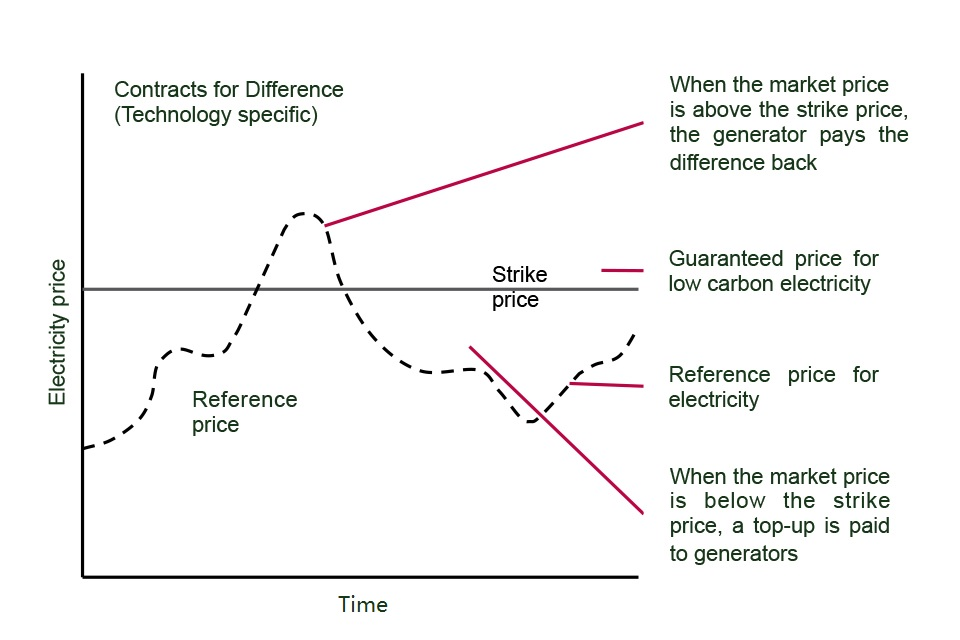 Contracts for Difference
(Technology specific)
When the market price
is above the strike price,
the generator pays the
difference back
Strike
price
Guaranteed price for
low carbon electricity
Electricity price
Reference
price
Reference price for
electricity
When the market price
is below the strike
price, a top-up is paid
to generators
Time